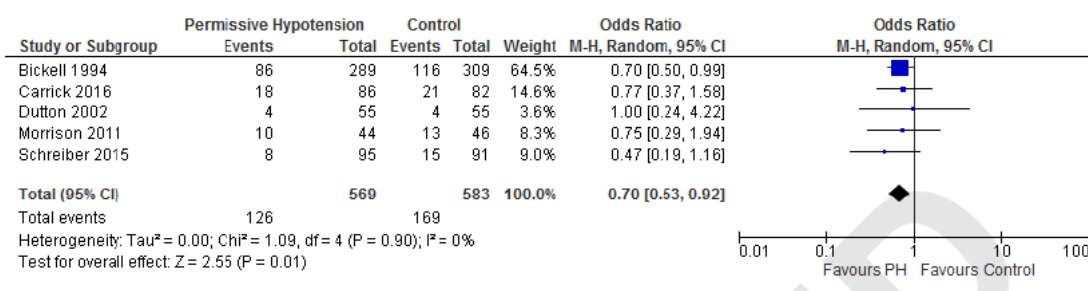 Permissive Hypotension Control Odds Ratio Odds Ratio
Study or Subgroup Events Total Events Total Weight M-H, Random, 95% CI M-H, Random, 95% CI
Bickell 1994 86 289 116 309 64.5% 0.70 [0.50, 0.99]
Carrick 2016 18 86 21 82 14.6% 0.77 [0.37, 1.58]
Dutton 2002 4 55 4 55 3.6% 1.00 [0.24, 4.22]
Morrison 2011 10 44 13 46 8.3% 0.75 [0.29, 1.94]
Schreiber 2015 8 95 15 91 9.0% 0.47 [0.19, 1.16]
Total (95% CI) 569 583 100.0% 0.70 [0.53, 0.92]
Total events 126 169
Heterogeneity: Tau² = 0.00; Chi² = 1.09, df = 4 (P = 0.90); I² = 0%
Test for overall effect: Z = 2.55 (P = 0.01)
0.01 0.1 1 10 100
Favours PH Favours Control